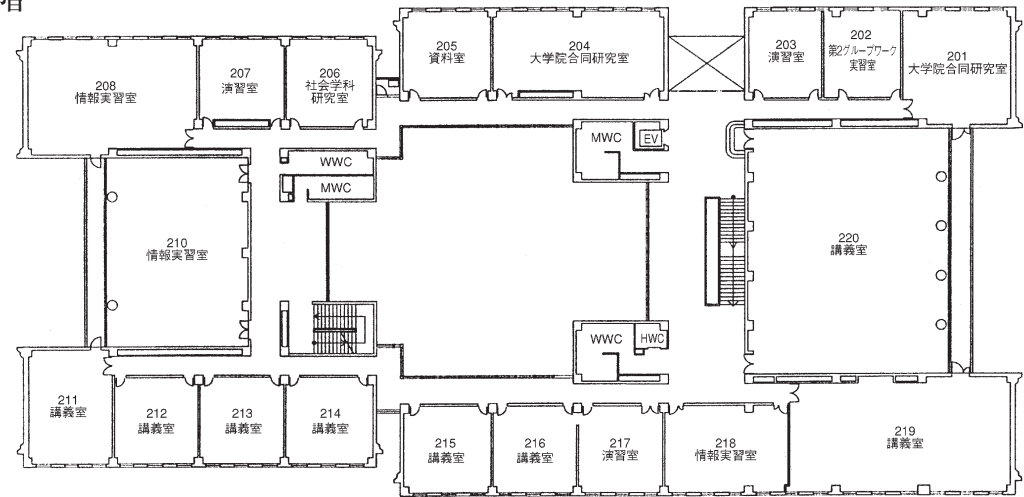 階
205
資料室
204
大学院合同研究室
203
演習室
202
第2グループワーク
実習室
201
大学院合同研究室
208
情報実習室
207
演習室
206
社会学科
研究室
MWC
EV
WWC
MWC
210
情報実習室
220
講義室
WWC
HWC
211
講義室
212
講義室
213
講義室
214
講義室
215
講義室
216
講義室
217
演習室
218
情報実習室
219
講義室